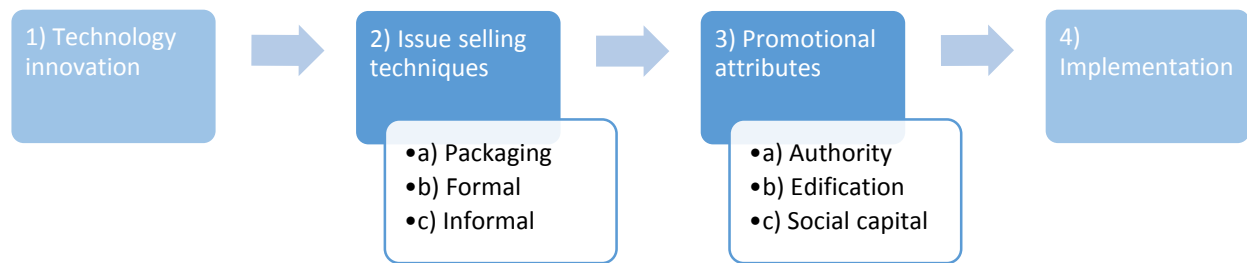 1) Technology
innovation
2) Issue selling
techniques
•a) Packaging
•b) Formal
•c) Informal
3) Promotional
attributes
•a) Authority
•b) Edification
•c) Social capital
4)
Implementation